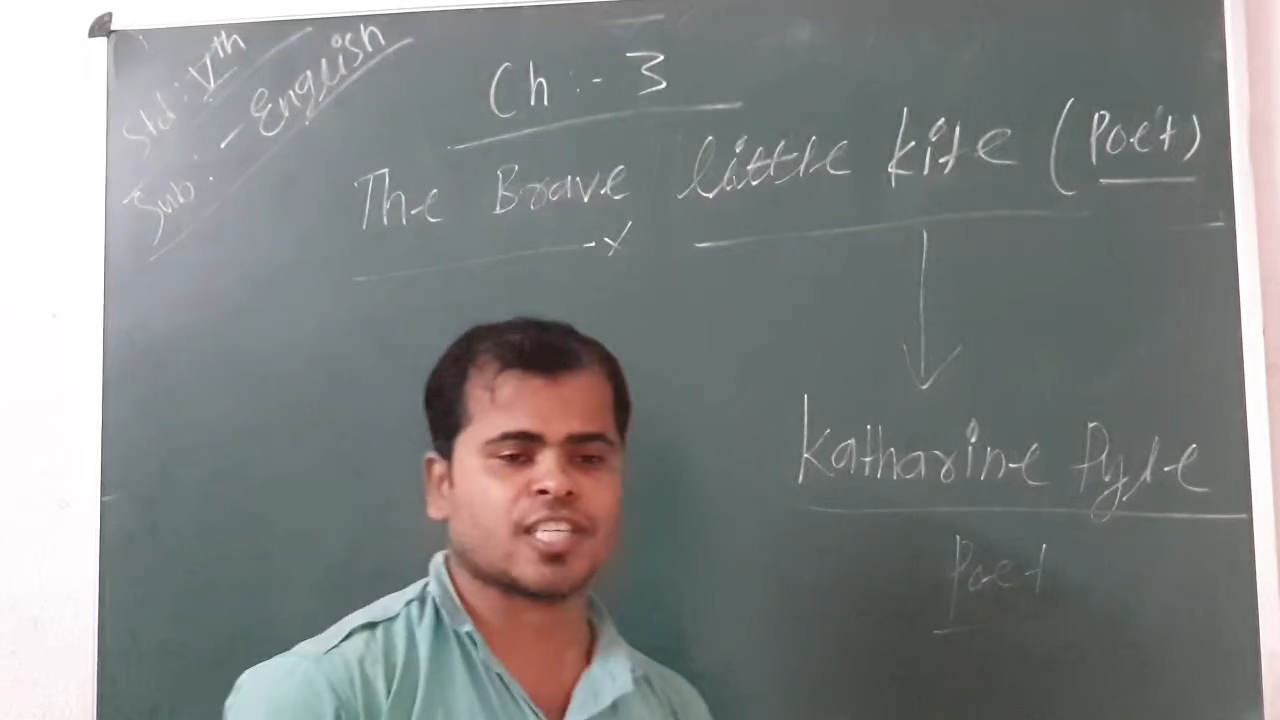 Std : Vth
Sub : - English
Ch :- 3
The Brave little kite (Poet)
Katharine Pyle
Poet